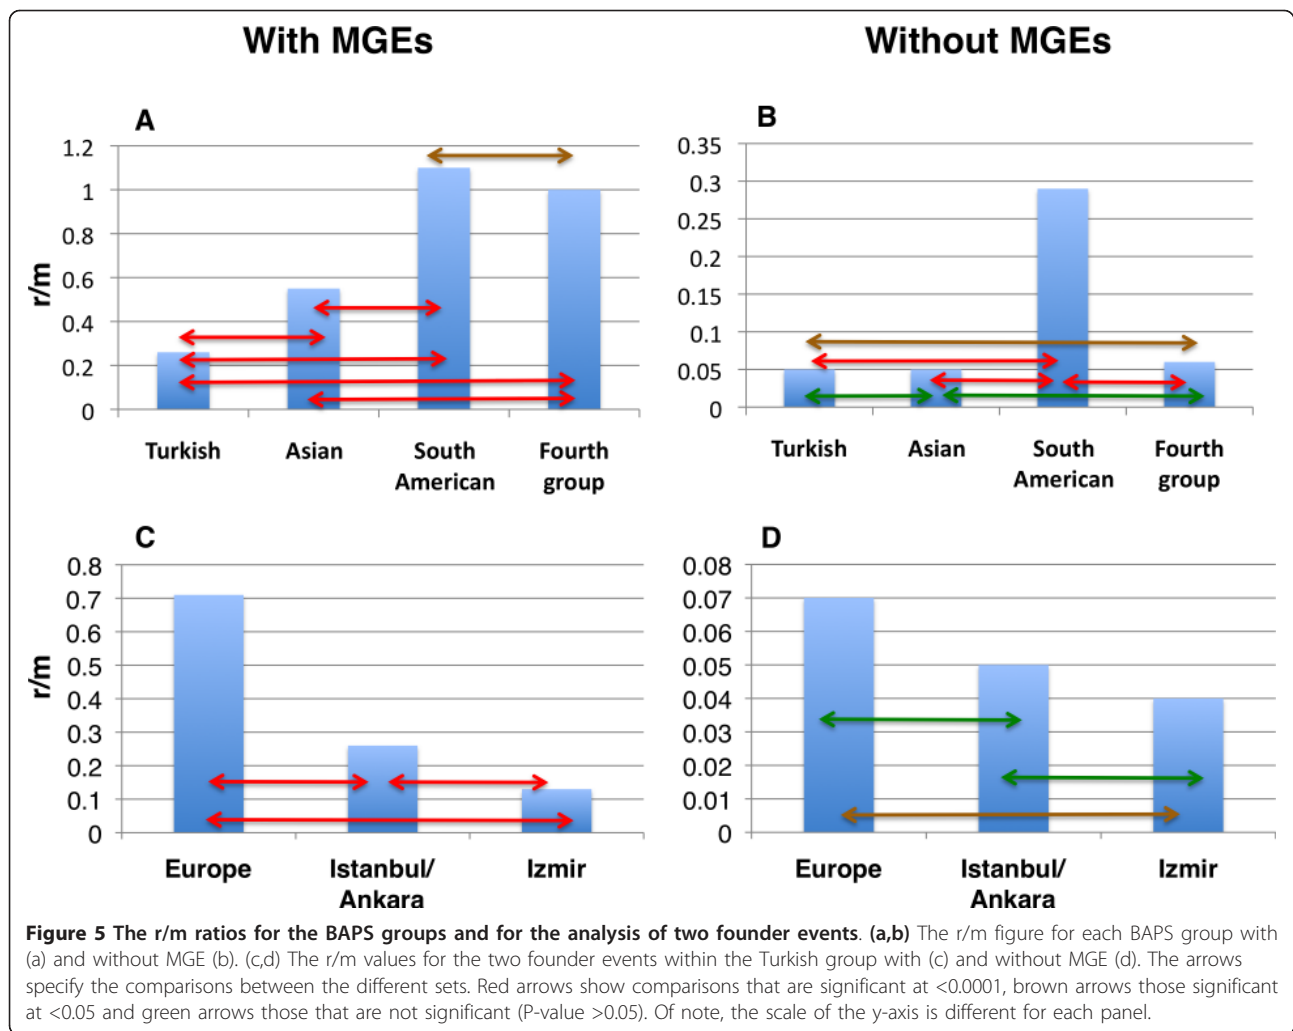 With MGEs
Without MGEs
A
1.2
1
0.8
0.6
0.4
0.2
0
r/m
Turkish
Asian
South
American
Fourth
group
B
0.35
0.3
0.25
0.2
0.15
0.1
0.05
0
Turkish
Asian
South
American
Fourth
group
C
0.8
0.7
0.6
0.5
0.4
0.3
0.2
0.1
0
r/m
Europe
Istanbul/
Ankara
Izmir
D
0.08
0.07
0.06
0.05
0.04
0.03
0.02
0.01
0
Europe
Istanbul/
Ankara
Izmir
Figure 5 The r/m ratios for the BAPS groups and for the analysis of two founder events. (a,b) The r/m figure for each BAPS group with
(a) and without MGE (b). (c,d) The r/m values for the two founder events within the Turkish group with (c) and without MGE (d). The arrows
specify the comparisons between the different sets. Red arrows show comparisons that are significant at <0.0001, brown arrows those significant
at <0.05 and green arrows those that are not significant (P-value >0.05). Of note, the scale of the y-axis is different for each panel.